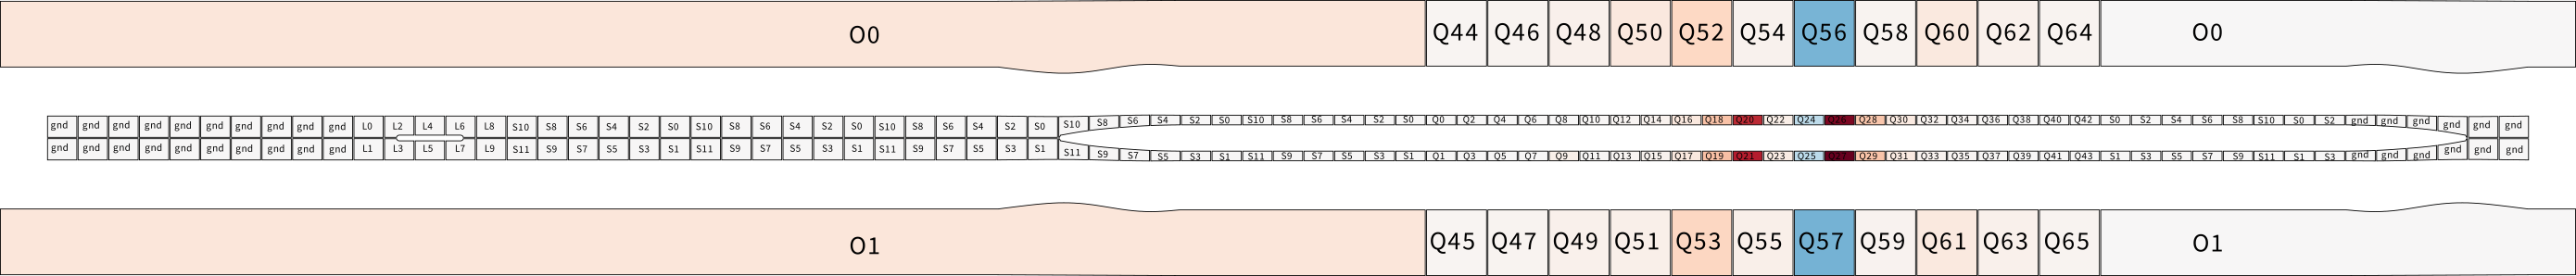 O0 Q44 Q46 Q48 Q50 Q52 Q54 Q56 Q58 Q60 Q62 Q64 O0
gnd gnd gnd gnd gnd gnd gnd gnd gnd gnd L0 L2 L4 L6 L8 S10 S8 S6 S4 S2 S0 S10 S8 S6 S4 S2 S0 S10 S8 S6 S4 S2 S0 S10 S8 S6 S4 S2 S0 S10 S8 S6 S4 S2 S0 Q0 Q2 Q4 Q6 Q8 Q10 Q12 Q14 Q16 Q18 Q20 Q22 Q24 Q26 Q28 Q30 Q32 Q34 Q36 Q38 Q40 Q42 S0 S2 S4 S6 S8 S10 S0 S2 gnd gnd gnd gnd gnd gnd
gnd gnd gnd gnd gnd gnd gnd gnd gnd gnd L1 L3 L5 L7 L9 S11 S9 S7 S5 S3 S1 S11 S9 S7 S5 S3 S1 S11 S9 S7 S5 S3 S1 S11 S9 S7 S5 S3 S1 S11 S9 S7 S5 S3 S1 Q1 Q3 Q5 Q7 Q9 Q11 Q13 Q15 Q17 Q19 Q21 Q23 Q25 Q27 Q29 Q31 Q33 Q35 Q37 Q39 Q41 Q43 S1 S3 S5 S7 S9 S11 S1 S3 gnd gnd gnd gnd gnd gnd
O1 Q45 Q47 Q49 Q51 Q53 Q55 Q57 Q59 Q61 Q63 Q65 O1